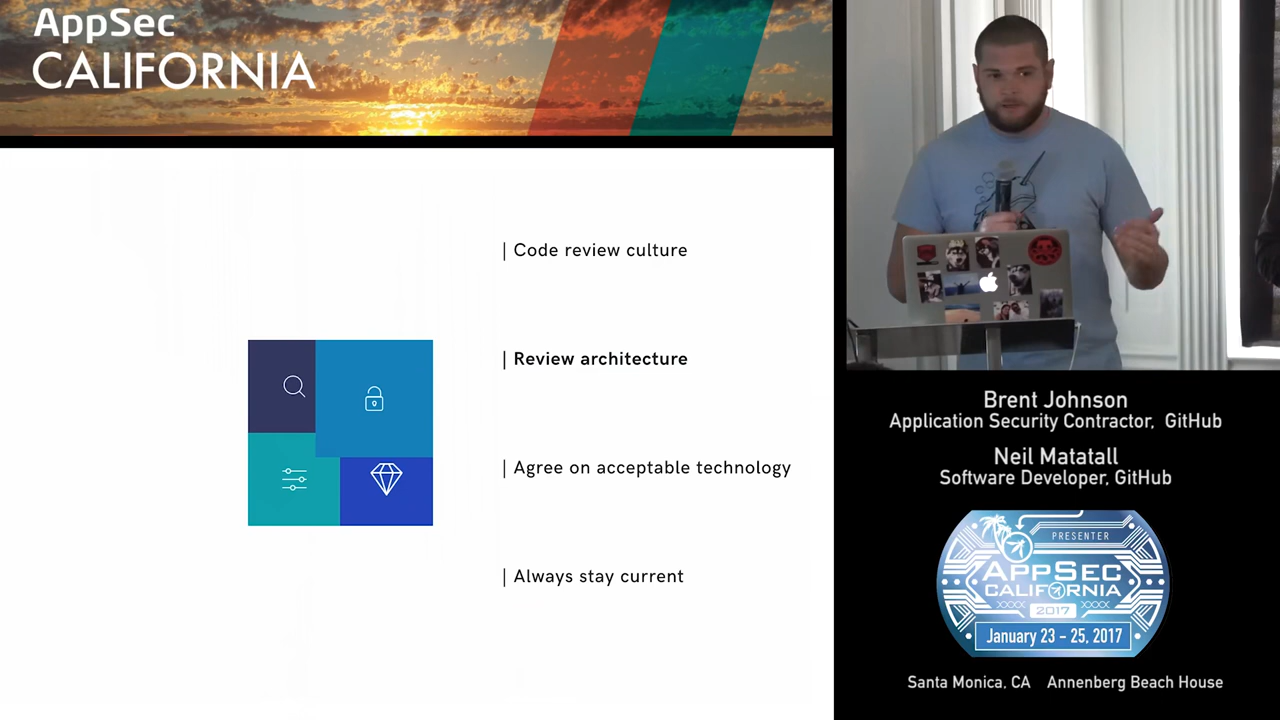 AppSec
CALIFORNIA
| Code review culture
| Review architecture
| Agree on acceptable technology
| Always stay current
Brent Johnson
Application Security Contractor, GitHub
Neil Matatall
Software Developer, GitHub
PRESENTER
APPSEC
CALIFORNIA
XXXX 2017 XXXX
January 23 - 25, 2017
Santa Monica, CA Annenberg Beach House